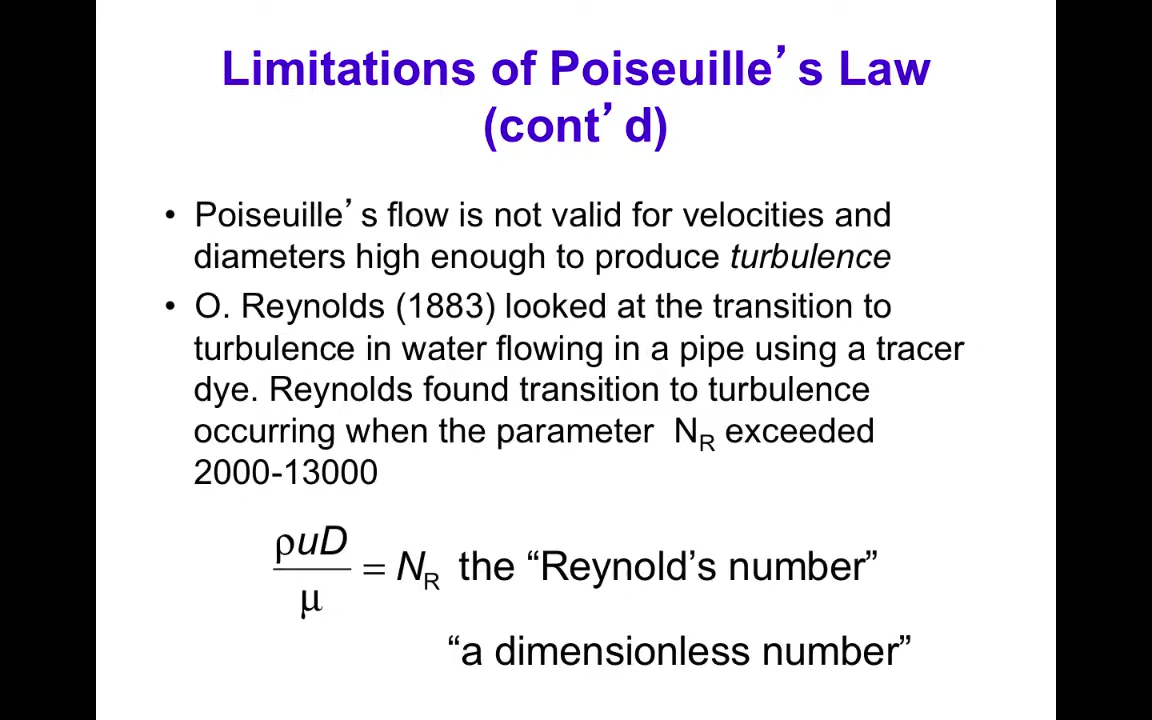 Limitations of Poiseuille’s Law
(cont’d)
• Poiseuille’s flow is not valid for velocities and
diameters high enough to produce turbulence
• O. Reynolds (1883) looked at the transition to
turbulence in water flowing in a pipe using a tracer
dye. Reynolds found transition to turbulence
occurring when the parameter N_R exceeded
2000-13000
ρuD/μ = N_R the “Reynold’s number”
“a dimensionless number”